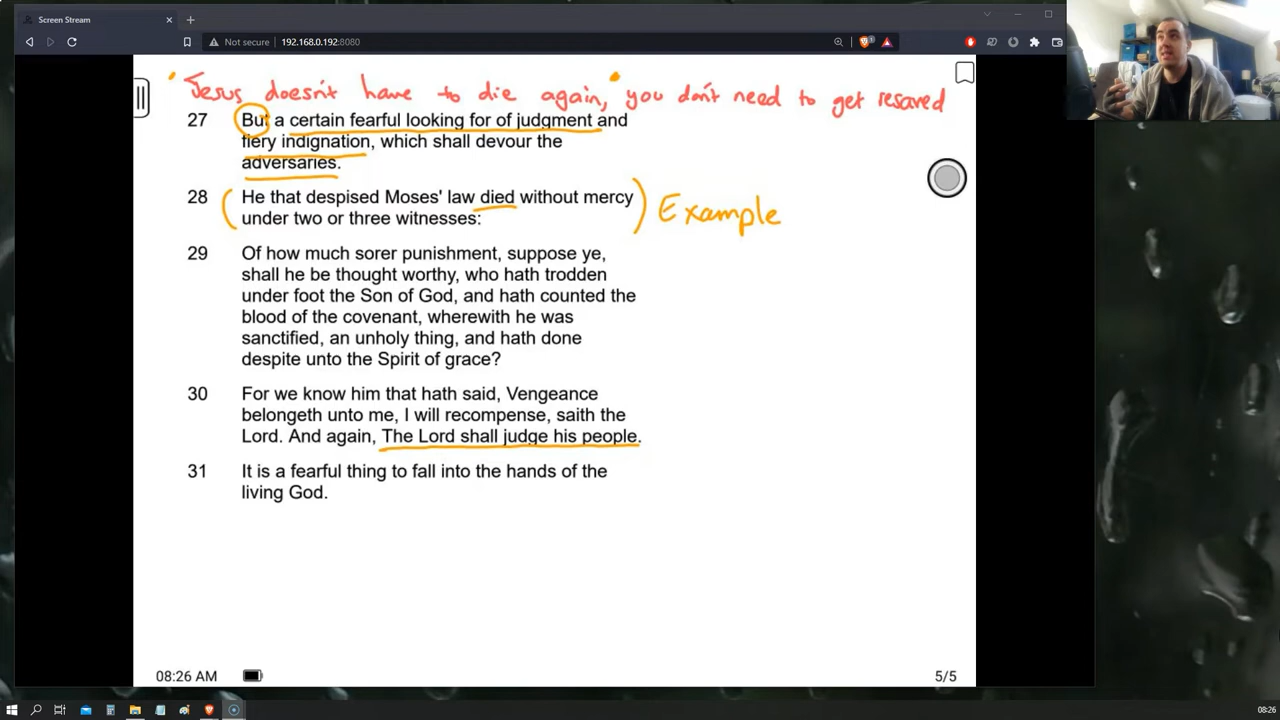 Screen Stream
Not secure 192.168.0.192:8080
Jesus doesn't have to die again, you don't need to get resaved
27 But a certain fearful looking for of judgment and
fiery indignation, which shall devour the
adversaries.
28 He that despised Moses' law died without mercy
under two or three witnesses:
Example
29 Of how much sorer punishment, suppose ye,
shall he be thought worthy, who hath trodden
under foot the Son of God, and hath counted the
blood of the covenant, wherewith he was
sanctified, an unholy thing, and hath done
despite unto the Spirit of grace?
30 For we know him that hath said, Vengeance
belongeth unto me, I will recompense, saith the
Lord. And again, The Lord shall judge his people.
31 It is a fearful thing to fall into the hands of the
living God.
08:26 AM 5/5
08:26